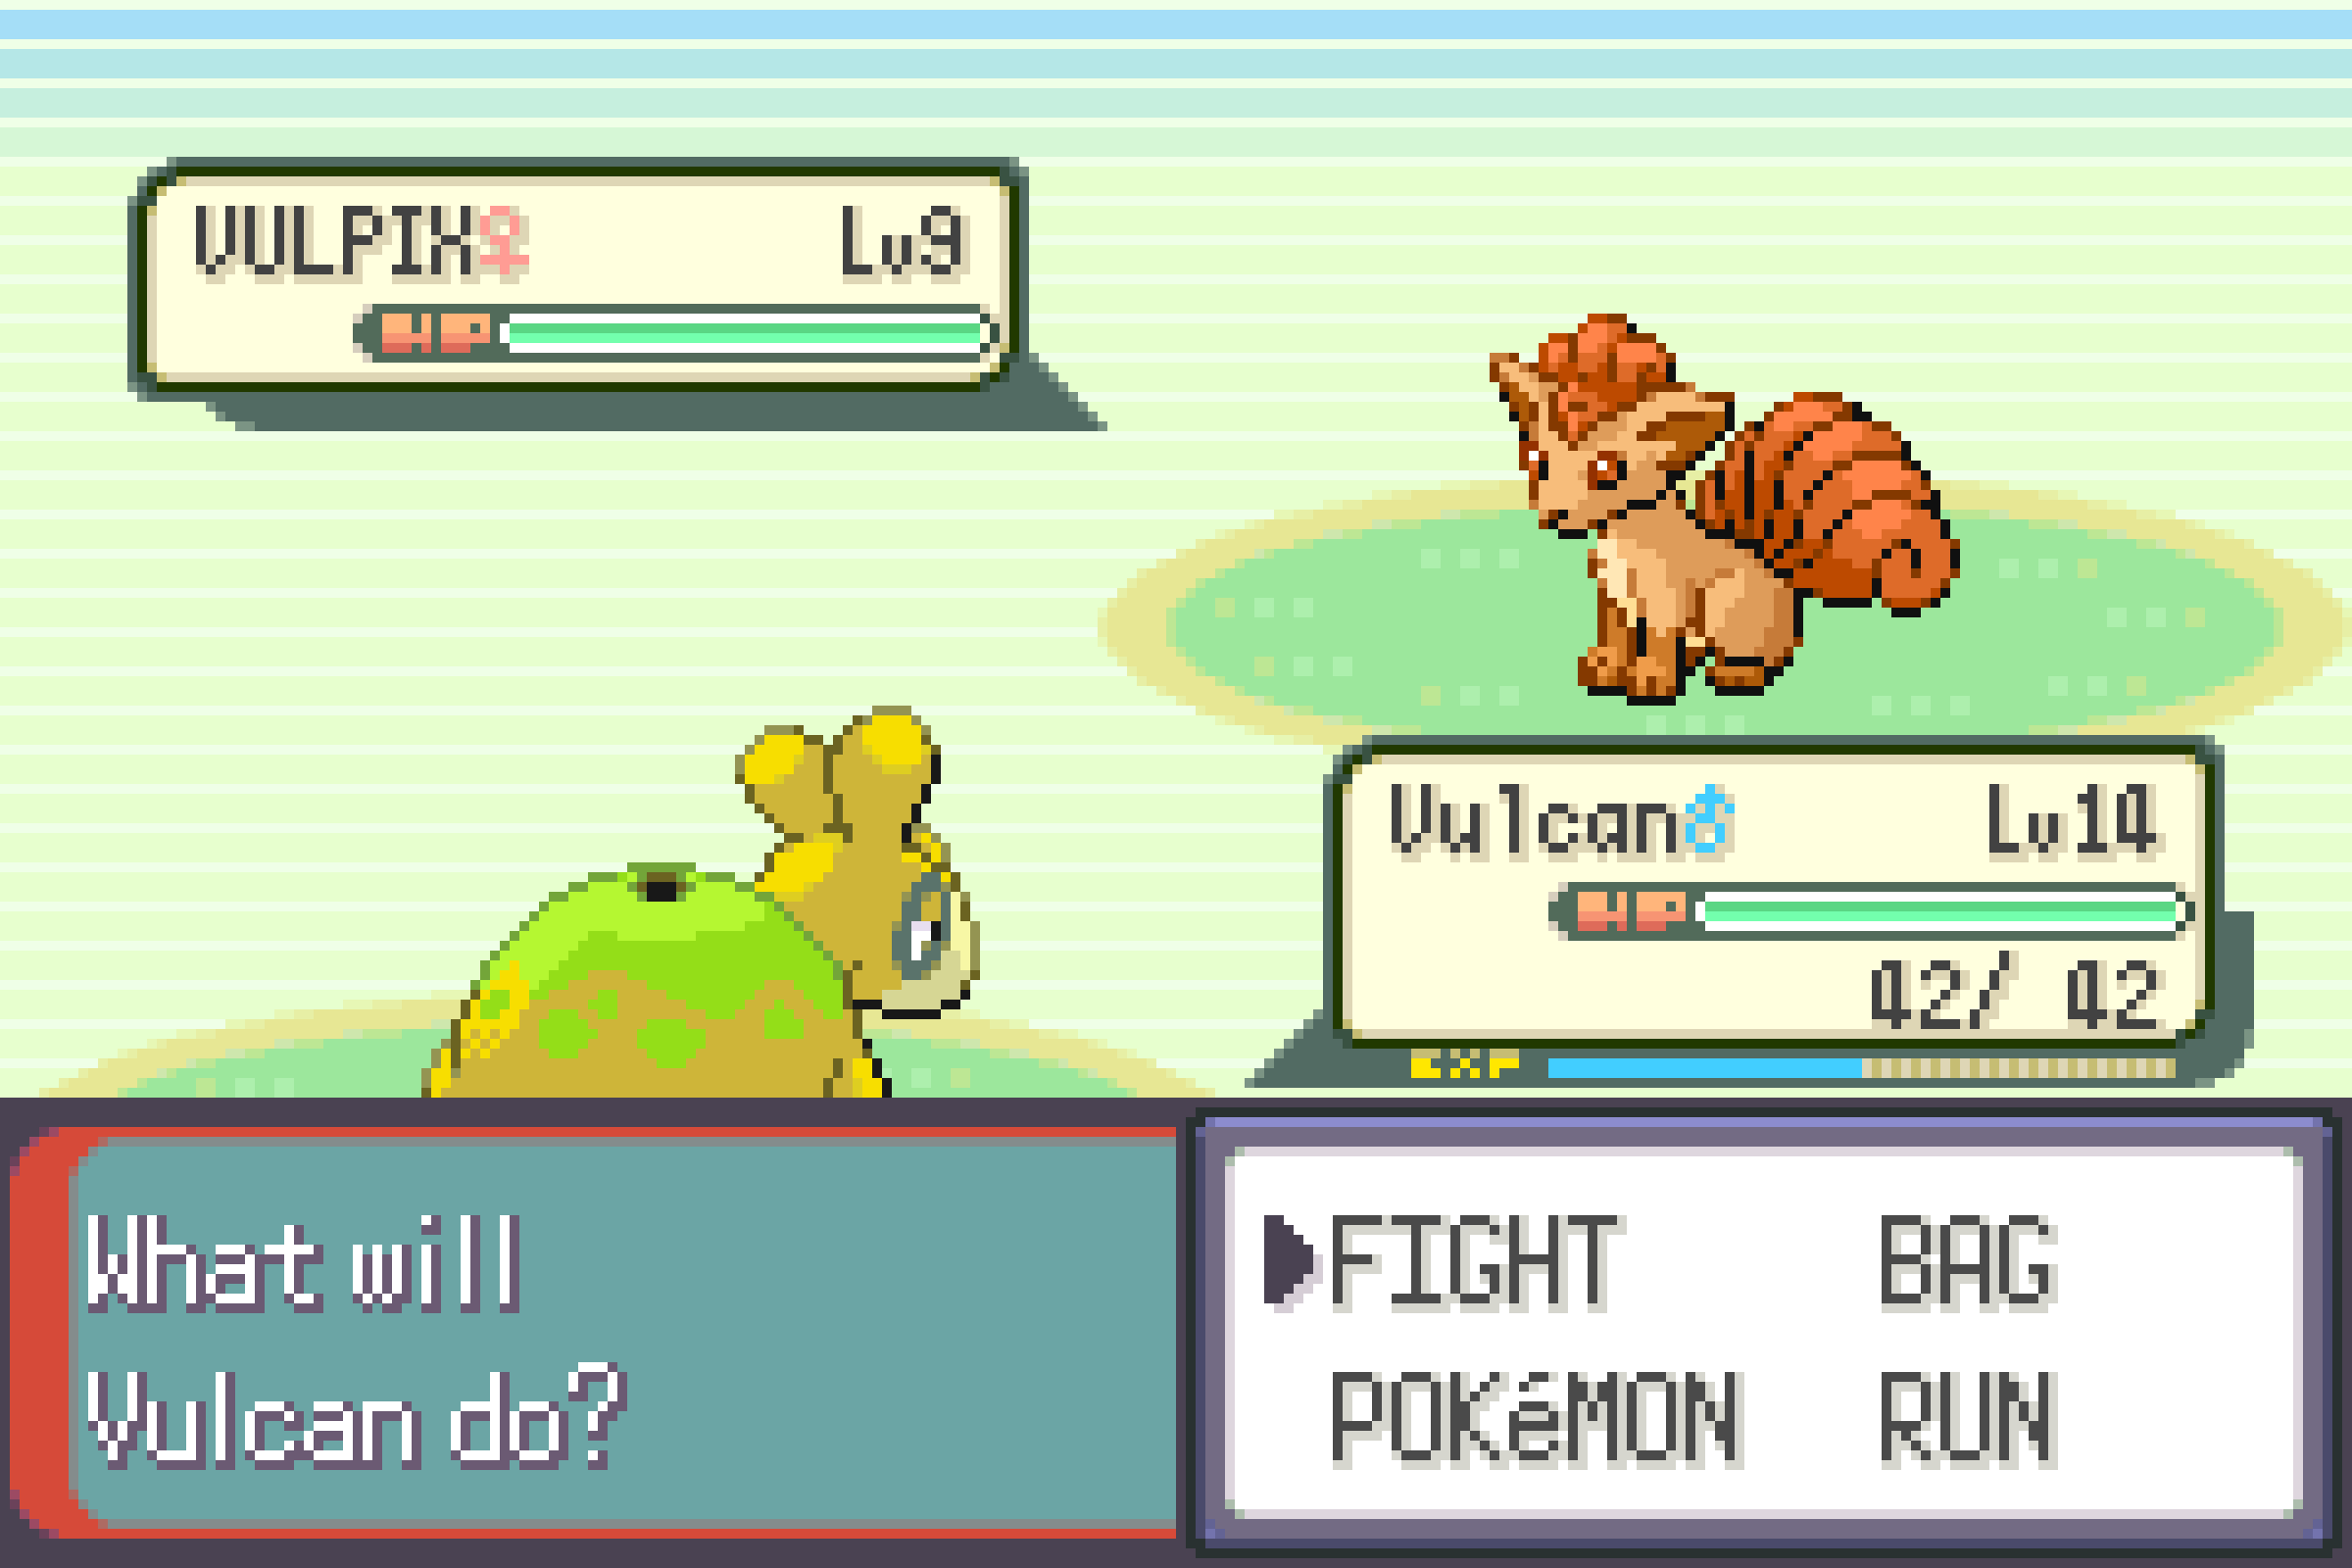 VULPIX♀ Lv9
HP
Vulcan♂ Lv14
HP
42/ 42
EXP
What will
Vulcan do?
FIGHT BAG
POKéMON RUN